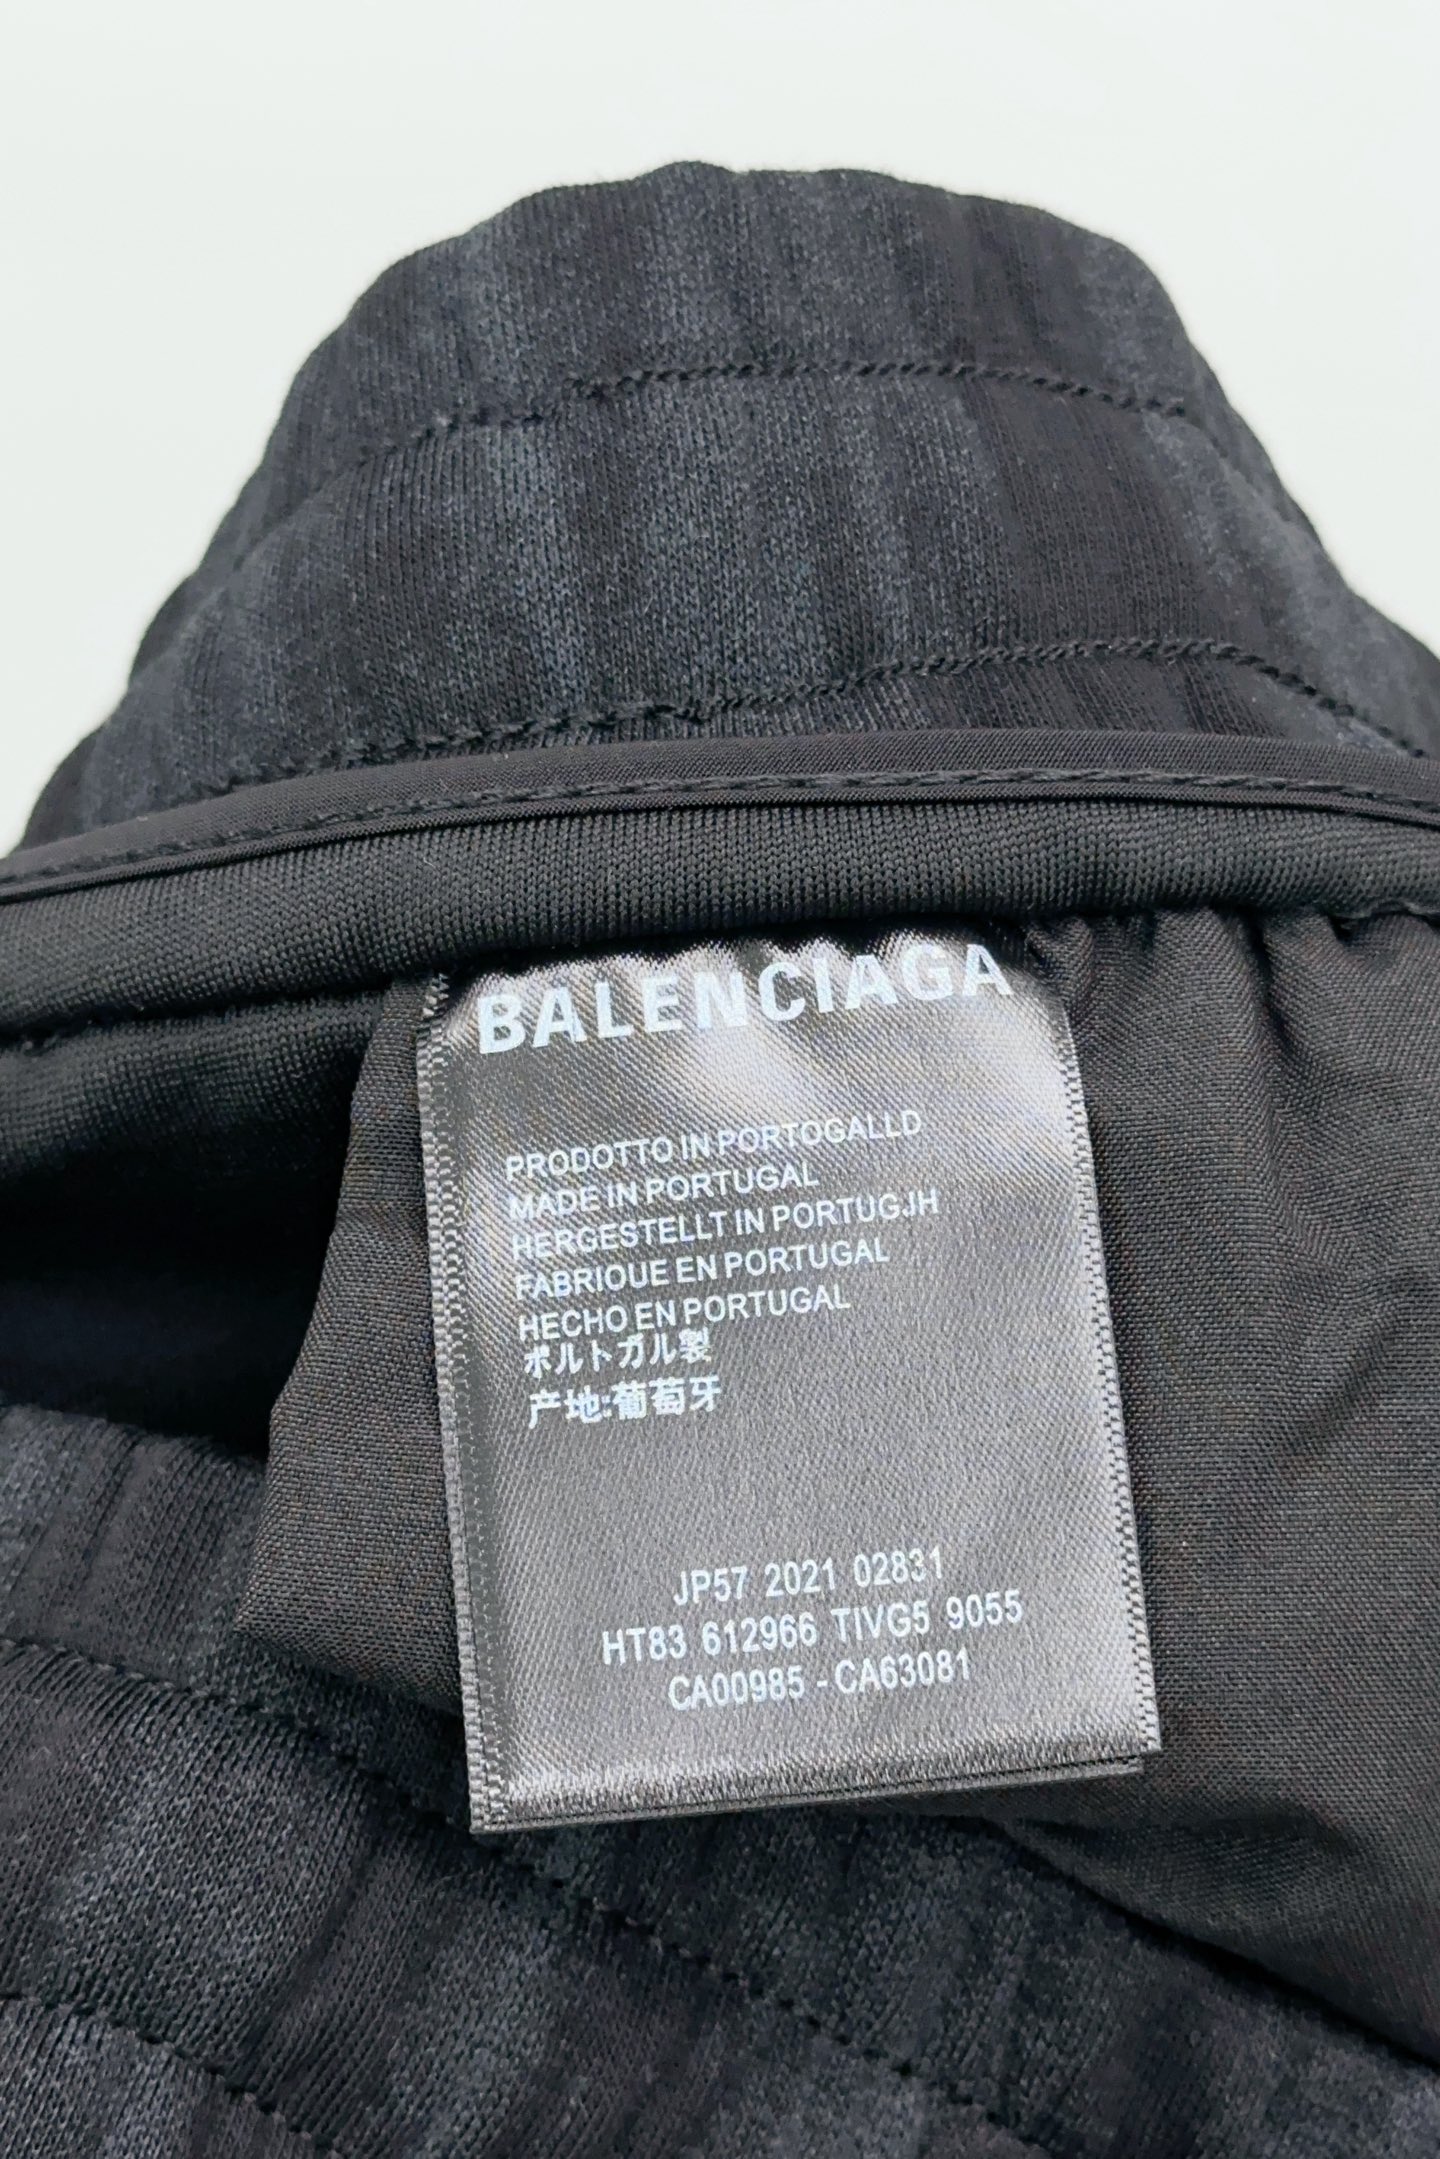 BALENCIAGA
PRODOTTO IN PORTOGALLD
MADE IN PORTUGAL
HERGESTELLT IN PORTUGJH
FABRIOUE EN PORTUGAL
HECHO EN PORTUGAL
ポルトガル製
产地:葡萄牙
JP57 2021 02831
HT83 612966 TIVG5 9055
CA00985 - CA63081